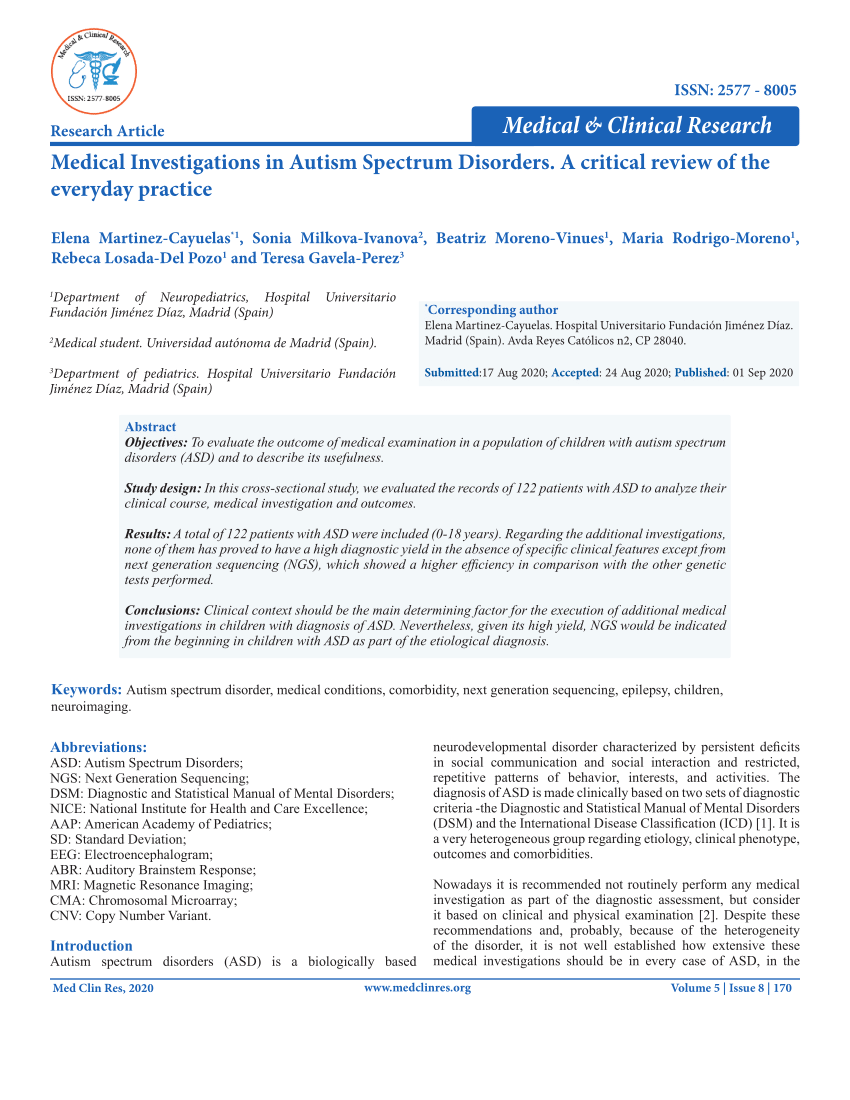 Medical & Clinical Research
ISSN: 2577-8005
ISSN: 2577 - 8005
Research Article
Medical & Clinical Research
Medical Investigations in Autism Spectrum Disorders. A critical review of the
everyday practice
Elena Martinez-Cayuelas*1, Sonia Milkova-Ivanova2, Beatriz Moreno-Vinues1, Maria Rodrigo-Moreno1,
Rebeca Losada-Del Pozo1 and Teresa Gavela-Perez3
1Department of Neuropediatrics, Hospital Universitario
Fundación Jiménez Díaz, Madrid (Spain)
2Medical student. Universidad autónoma de Madrid (Spain).
3Department of pediatrics. Hospital Universitario Fundación
Jiménez Díaz, Madrid (Spain)
*Corresponding author
Elena Martinez-Cayuelas. Hospital Universitario Fundación Jiménez Díaz.
Madrid (Spain). Avda Reyes Católicos n2, CP 28040.
Submitted:17 Aug 2020; Accepted: 24 Aug 2020; Published: 01 Sep 2020
Abstract
Objectives: To evaluate the outcome of medical examination in a population of children with autism spectrum
disorders (ASD) and to describe its usefulness.
Study design: In this cross-sectional study, we evaluated the records of 122 patients with ASD to analyze their
clinical course, medical investigation and outcomes.
Results: A total of 122 patients with ASD were included (0-18 years). Regarding the additional investigations,
none of them has proved to have a high diagnostic yield in the absence of specific clinical features except from
next generation sequencing (NGS), which showed a higher efficiency in comparison with the other genetic
tests performed.
Conclusions: Clinical context should be the main determining factor for the execution of additional medical
investigations in children with diagnosis of ASD. Nevertheless, given its high yield, NGS would be indicated
from the beginning in children with ASD as part of the etiological diagnosis.
Keywords: Autism spectrum disorder, medical conditions, comorbidity, next generation sequencing, epilepsy, children,
neuroimaging.
Abbreviations:
ASD: Autism Spectrum Disorders;
NGS: Next Generation Sequencing;
DSM: Diagnostic and Statistical Manual of Mental Disorders;
NICE: National Institute for Health and Care Excellence;
AAP: American Academy of Pediatrics;
SD: Standard Deviation;
EEG: Electroencephalogram;
ABR: Auditory Brainstem Response;
MRI: Magnetic Resonance Imaging;
CMA: Chromosomal Microarray;
CNV: Copy Number Variant.
Introduction
Autism spectrum disorders (ASD) is a biologically based
neurodevelopmental disorder characterized by persistent deficits
in social communication and social interaction and restricted,
repetitive patterns of behavior, interests, and activities. The
diagnosis of ASD is made clinically based on two sets of diagnostic
criteria -the Diagnostic and Statistical Manual of Mental Disorders
(DSM) and the International Disease Classification (ICD) [1]. It is
a very heterogeneous group regarding etiology, clinical phenotype,
outcomes and comorbidities.
Nowadays it is recommended not routinely perform any medical
investigation as part of the diagnostic assessment, but consider
it based on clinical and physical examination [2]. Despite these
recommendations and, probably, because of the heterogeneity
of the disorder, it is not well established how extensive these
medical investigations should be in every case of ASD, in the
Med Clin Res, 2020
www.medclinres.org
Volume 5 | Issue 8 | 170